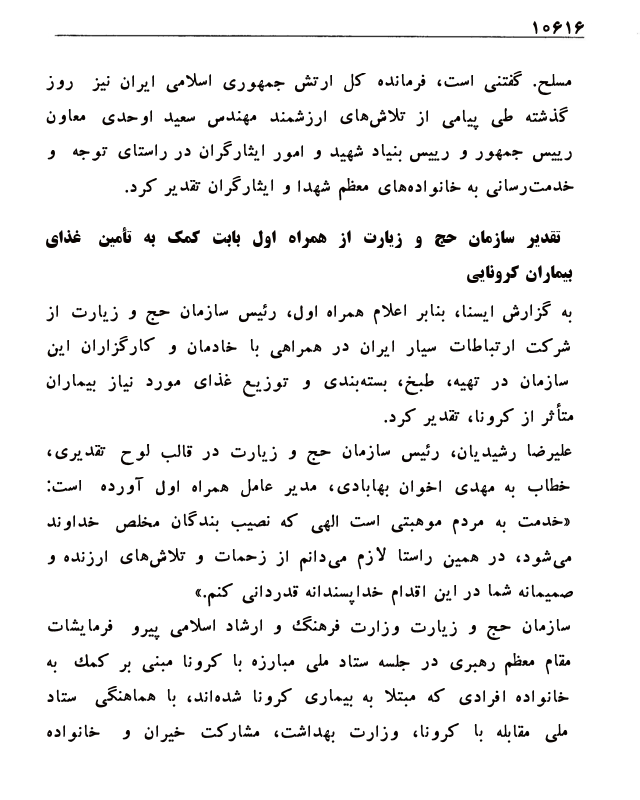 ۱۰۶۱۶
مسلح. گفتنی است، فرمانده کل ارتش جمهوری اسلامی ایران نیز روز
گذشته طی پیامی از تلاش‌های ارزشمند مهندس سعید اوحدی معاون
رییس جمهور و رییس بنیاد شهید و امور ایثارگران در راستای توجه و
خدمت‌رسانی به خانواده‌های معظم شهدا و ایثارگران تقدیر کرد.
تقدیر سازمان حج و زیارت از همراه اول بابت کمک به تأمین غذای
بیماران کرونایی
به گزارش ایسنا، بنابر اعلام همراه اول، رئیس سازمان حج و زیارت از
شرکت ارتباطات سیار ایران در همراهی با خادمان و کارگزاران این
سازمان در تهیه، طبخ، بسته‌بندی و توزیع غذای مورد نیاز بیماران
متأثر از کرونا، تقدیر کرد.
علیرضا رشیدیان، رئیس سازمان حج و زیارت در قالب لوح تقدیری،
خطاب به مهدی اخوان بهابادی، مدیر عامل همراه اول آورده است:
«خدمت به مردم موهبتی است الهی که نصیب بندگان مخلص خداوند
می‌شود، در همین راستا لازم می‌دانم از زحمات و تلاش‌های ارزنده و
صمیمانه شما در این اقدام خداپسندانه قدردانی کنم.»
سازمان حج و زیارت وزارت فرهنگ و ارشاد اسلامی پیرو فرمایشات
مقام معظم رهبری در جلسه ستاد ملی مبارزه با کرونا مبنی بر کمك به
خانواده افرادی که مبتلا به بیماری کرونا شده‌اند، با هماهنگی ستاد
ملی مقابله با کرونا، وزارت بهداشت، مشارکت خیران و خانواده